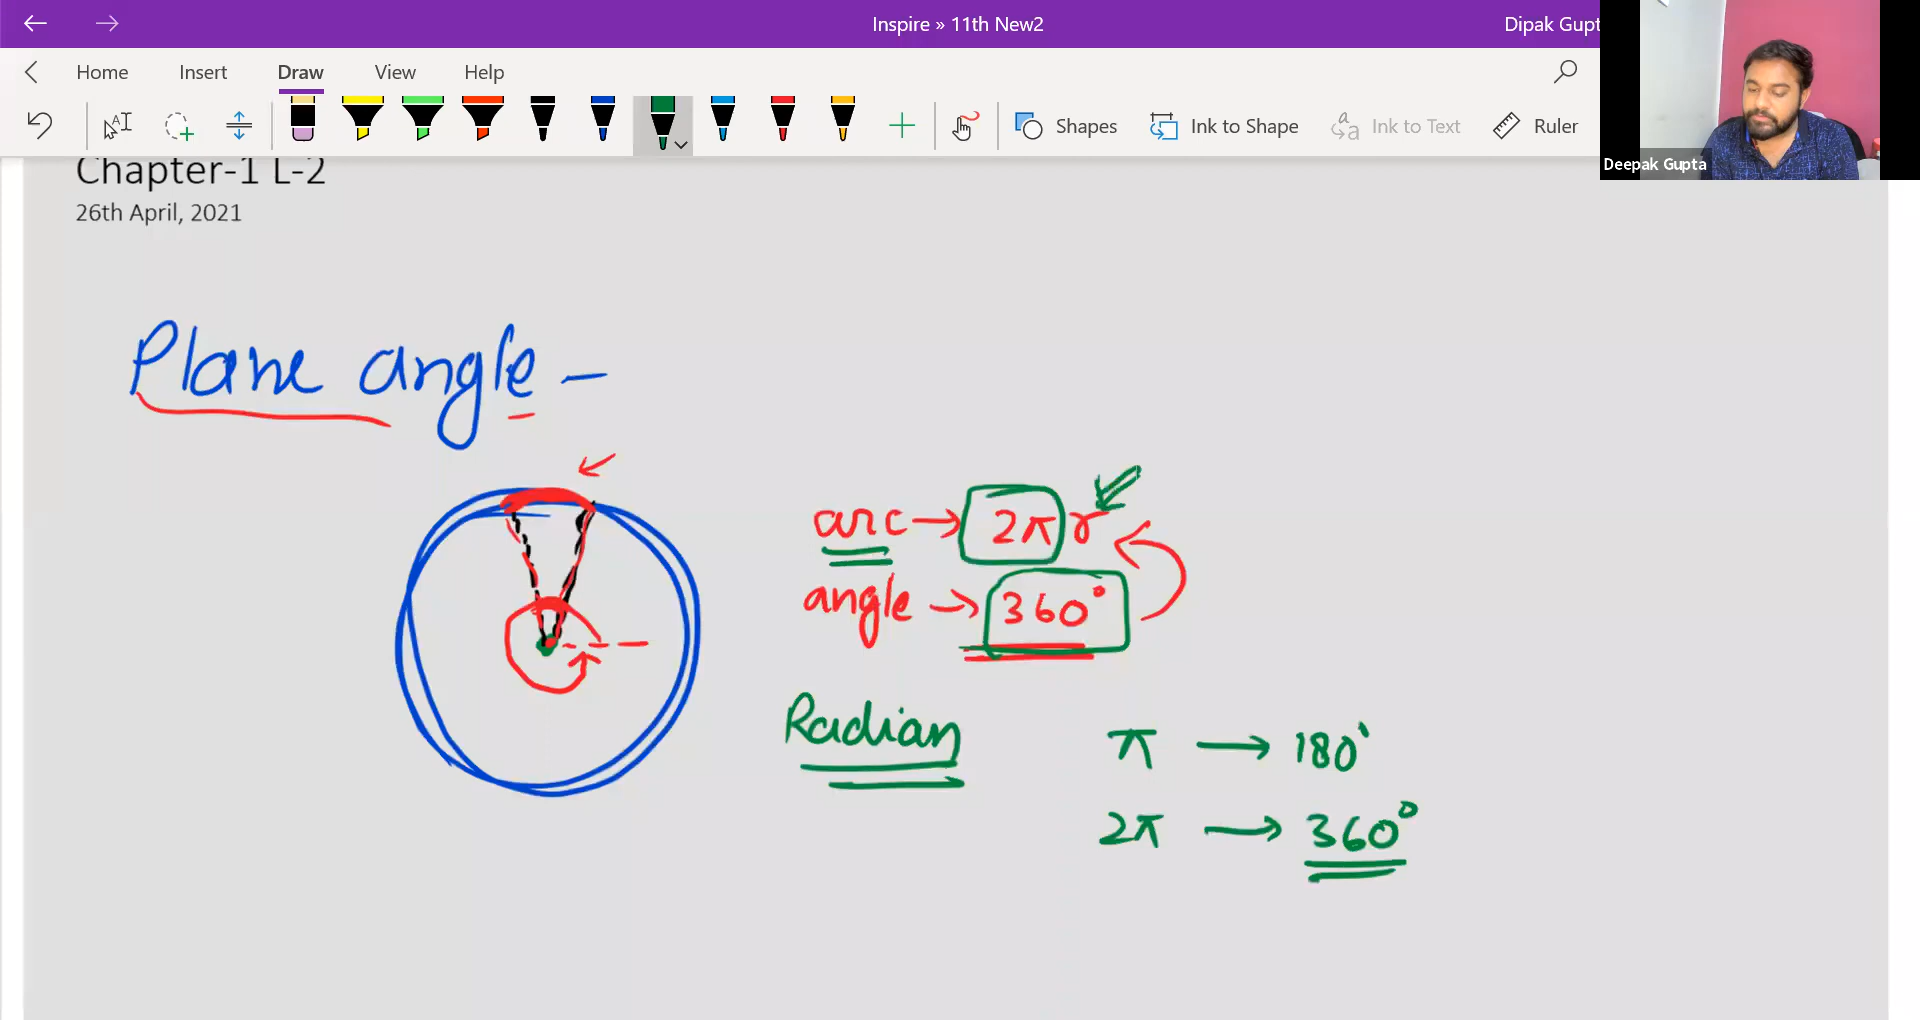 Inspire » 11th New2
Dipak Gupt
Home Insert Draw View Help
Shapes Ink to Shape Ink to Text Ruler
Deepak Gupta
Chapter-1 L-2
26th April, 2021
Plane angle –
arc → 2π r
angle → 360°
Radian
π → 180°
2π → 360°